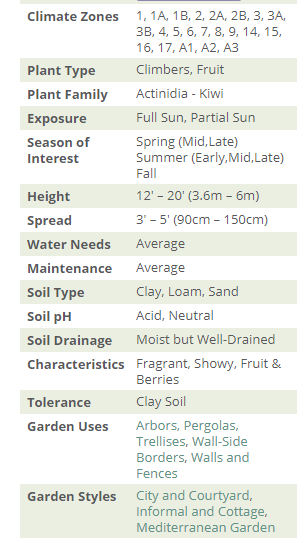 Climate Zones 1, 1A, 1B, 2, 2A, 2B, 3, 3A,
3B, 4, 5, 6, 7, 8, 9, 14, 15,
16, 17, A1, A2, A3
Plant Type Climbers, Fruit
Plant Family Actinidia - Kiwi
Exposure Full Sun, Partial Sun
Season of Spring (Mid,Late)
Interest Summer (Early,Mid,Late)
Fall
Height 12' – 20' (3.6m – 6m)
Spread 3' – 5' (90cm – 150cm)
Water Needs Average
Maintenance Average
Soil Type Clay, Loam, Sand
Soil pH Acid, Neutral
Soil Drainage Moist but Well-Drained
Characteristics Fragrant, Showy, Fruit &
Berries
Tolerance Clay Soil
Garden Uses Arbors, Pergolas,
Trellises, Wall-Side
Borders, Walls and
Fences
Garden Styles City and Courtyard,
Informal and Cottage,
Mediterranean Garden